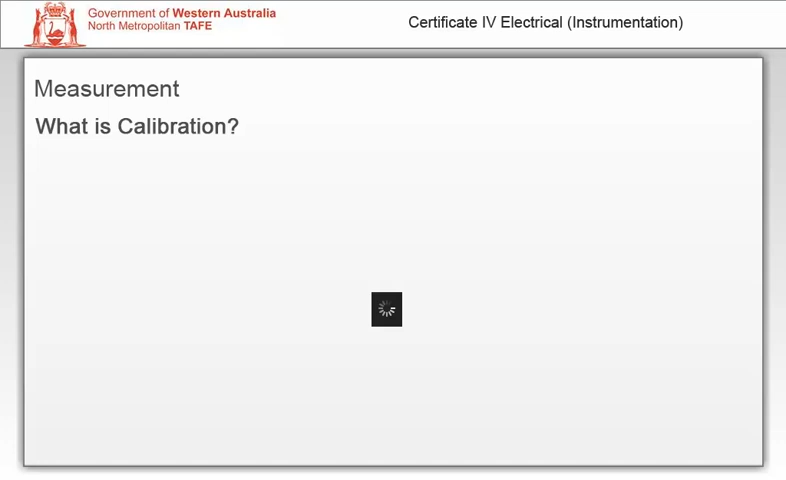 Government of Western Australia
North Metropolitan TAFE
Certificate IV Electrical (Instrumentation)
Measurement
What is Calibration?